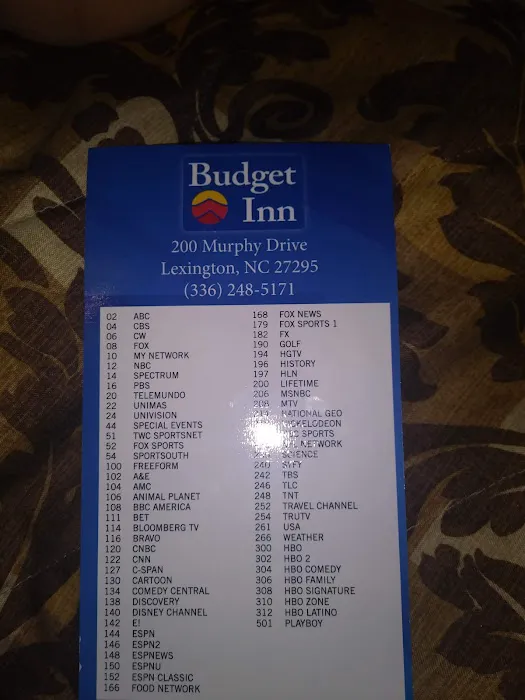 Budget
Inn
200 Murphy Drive
Lexington, NC 27295
(336) 248-5171
02 ABC
04 CBS
06 CW
08 FOX
10 MY NETWORK
12 NBC
14 SPECTRUM
16 PBS
20 TELEMUNDO
22 UNIMAS
24 UNIVISION
44 SPECIAL EVENTS
51 TWC SPORTSNET
52 FOX SPORTS
54 SPORTSOUTH
100 FREEFORM
102 A&E
104 AMC
106 ANIMAL PLANET
108 BBC AMERICA
111 BET
114 BLOOMBERG TV
116 BRAVO
120 CNBC
122 CNN
127 C-SPAN
130 CARTOON
134 COMEDY CENTRAL
138 DISCOVERY
140 DISNEY CHANNEL
142 E!
144 ESPN
146 ESPN2
148 ESPNEWS
150 ESPNU
152 ESPN CLASSIC
166 FOOD NETWORK
168 FOX NEWS
179 FOX SPORTS 1
182 FX
190 GOLF
194 HGTV
196 HISTORY
197 HLN
200 LIFETIME
206 MSNBC
208 MTV
NATIONAL GEO
NICKELODEON
SPORTS
NETWORK
SCIENCE
240 SYFY
242 TBS
246 TLC
248 TNT
252 TRAVEL CHANNEL
254 TRUTV
261 USA
266 WEATHER
300 HBO
302 HBO 2
304 HBO COMEDY
306 HBO FAMILY
308 HBO SIGNATURE
310 HBO ZONE
312 HBO LATINO
501 PLAYBOY